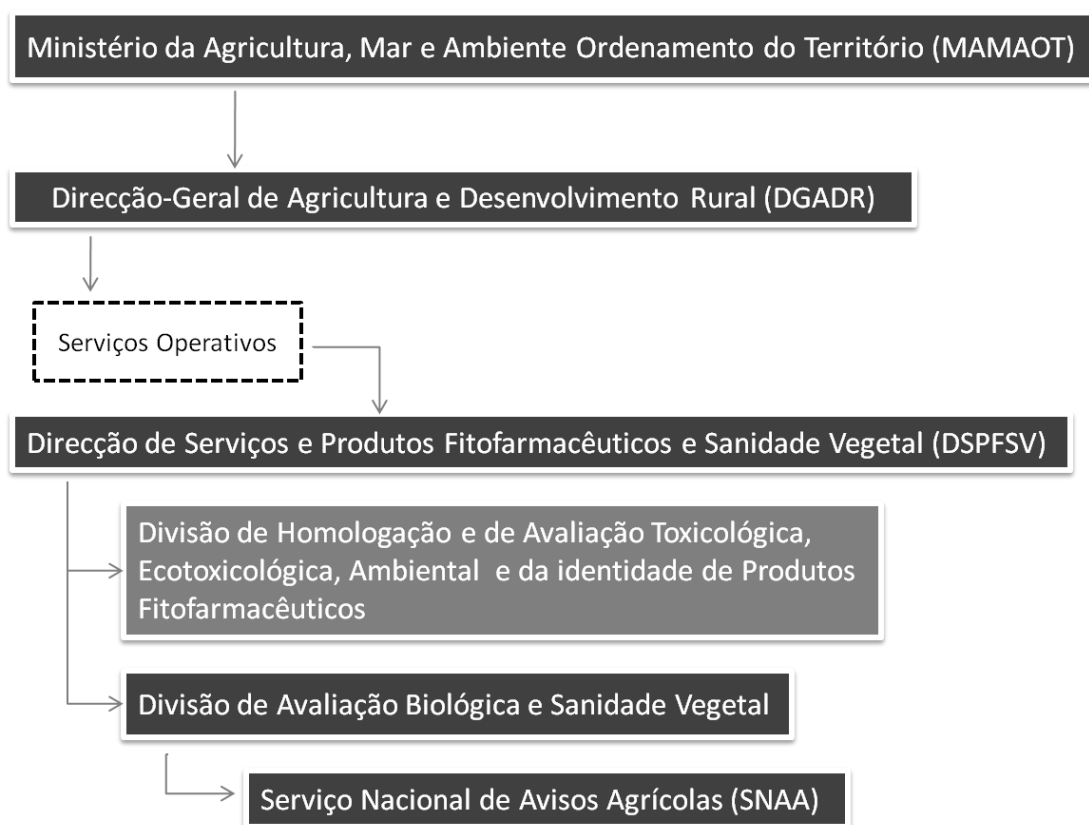 Ministério da Agricultura, Mar e Ambiente Ordenamento do Território (MAMAOT)
Direcção-Geral de Agricultura e Desenvolvimento Rural (DGADR)
Serviços Operativos
Direcção de Serviços e Produtos Fitofarmacêuticos e Sanidade Vegetal (DSPFSV)
Divisão de Homologação e de Avaliação Toxicológica,
Ecotoxicológica, Ambiental e da identidade de Produtos
Fitofarmacêuticos
Divisão de Avaliação Biológica e Sanidade Vegetal
Serviço Nacional de Avisos Agrícolas (SNAA)